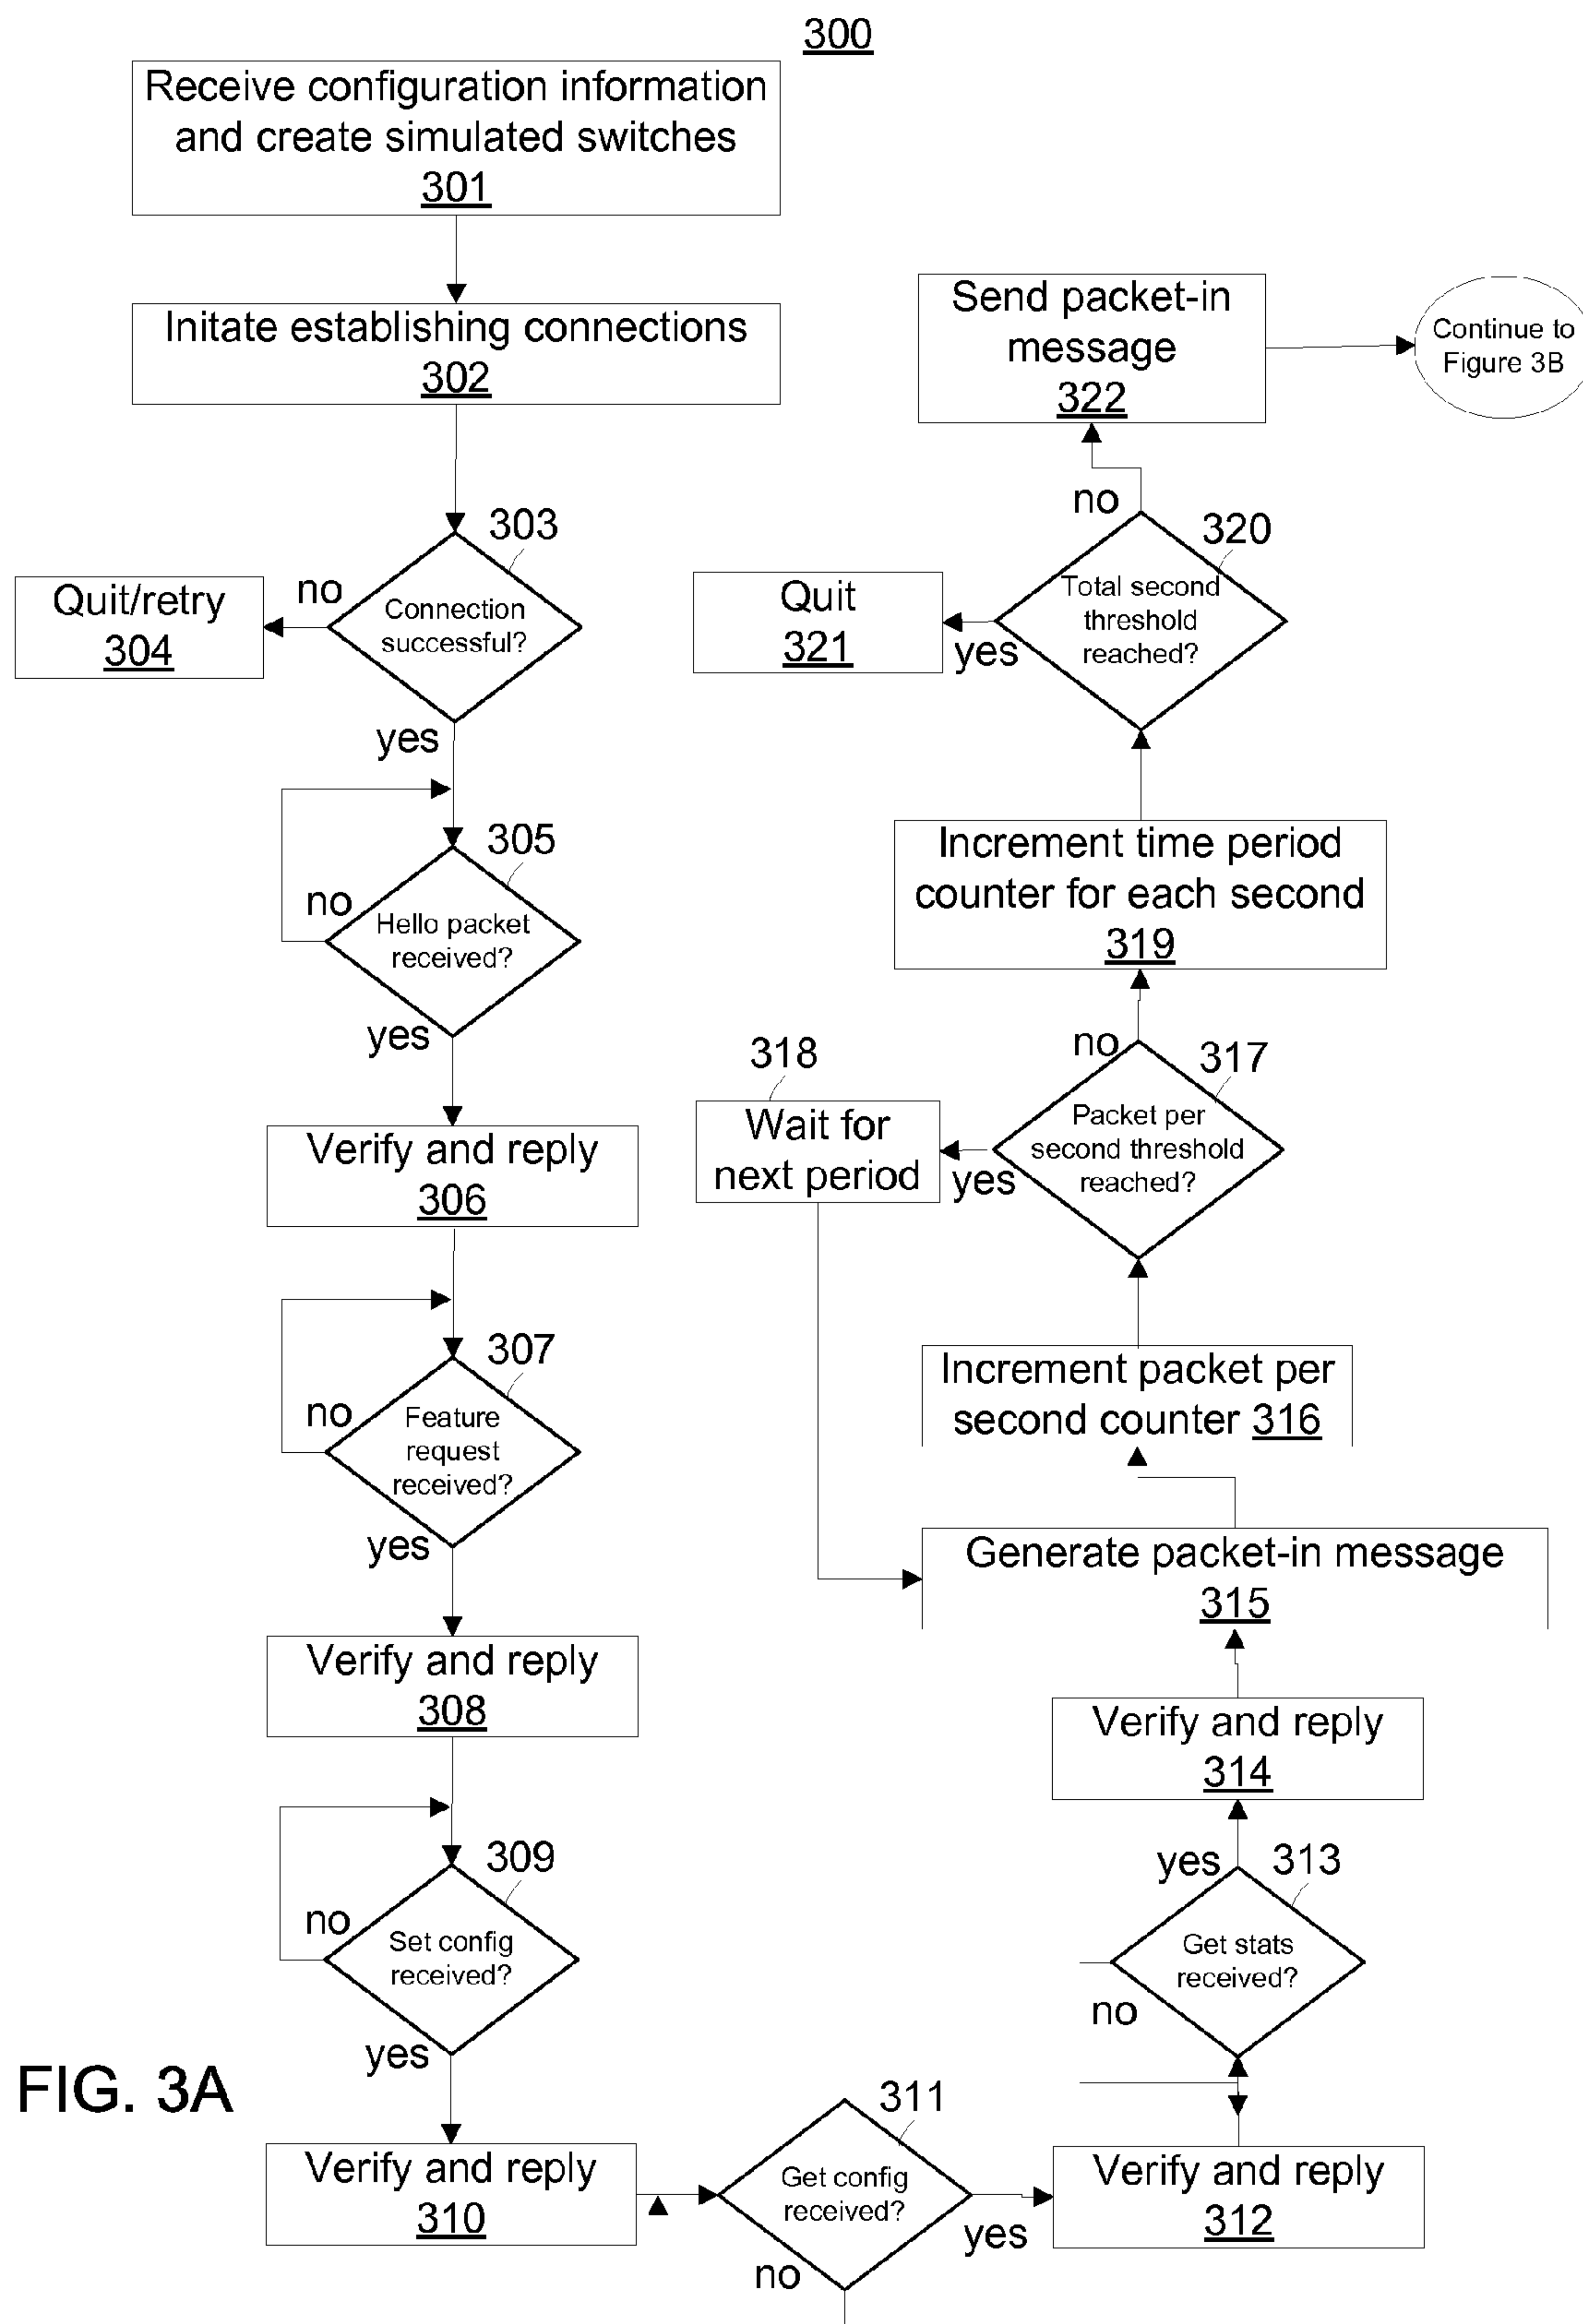 300
Receive configuration information
and create simulated switches
301
Initate establishing connections
302
303
Connection
successful?
no
Quit/retry
304
yes
305
Hello packet
received?
no
yes
Verify and reply
306
307
Feature
request
received?
no
yes
Verify and reply
308
309
Set config
received?
no
yes
Verify and reply
310
311
Get config
received?
no
yes
Verify and reply
312
313
Get stats
received?
no
yes
Verify and reply
314
Generate packet-in message
315
Increment packet per
second counter 316
317
Packet per
second threshold
reached?
yes
318
Wait for
next period
no
Increment time period
counter for each second
319
320
Total second
threshold
reached?
yes
Quit
321
no
Send packet-in
message
322
Continue to
Figure 3B
FIG. 3A